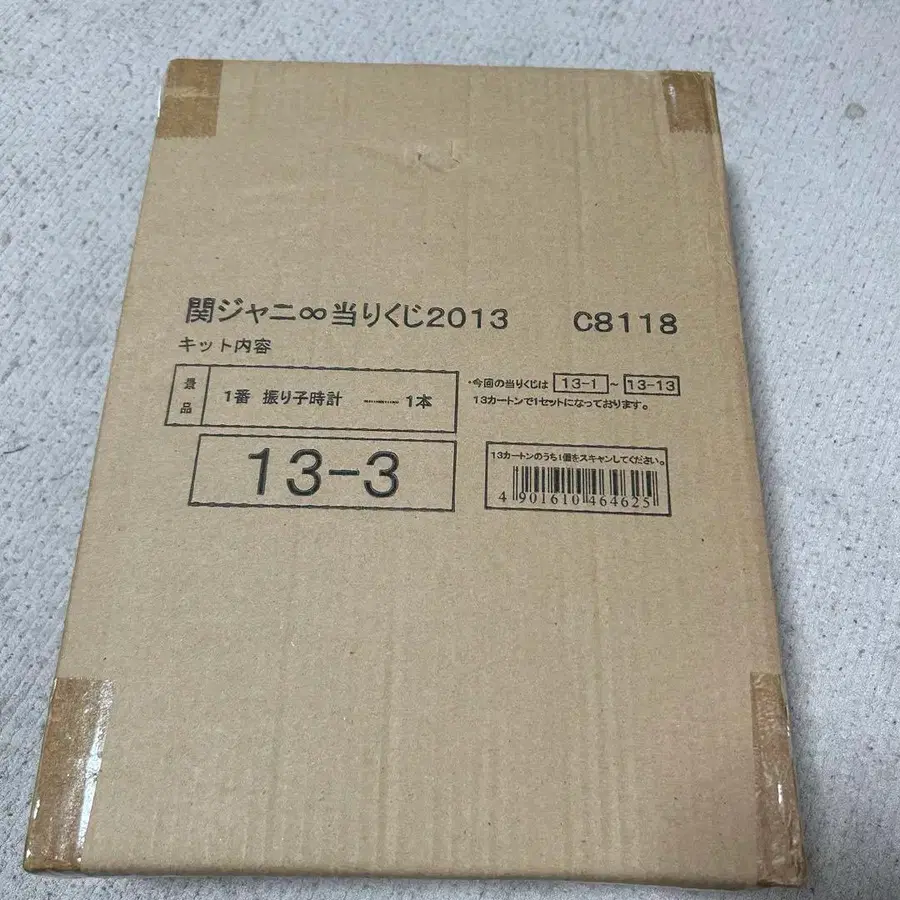 関ジャニ∞当りくじ2013 C8118
キット内容
景品
1番 振り子時計 ――――― 1本
・今回の当りくじは 13-1 ~ 13-13
13カートンで1セットになっております。
13-3
13カートンのうち1個をスキャンしてください。
4 901610 464625